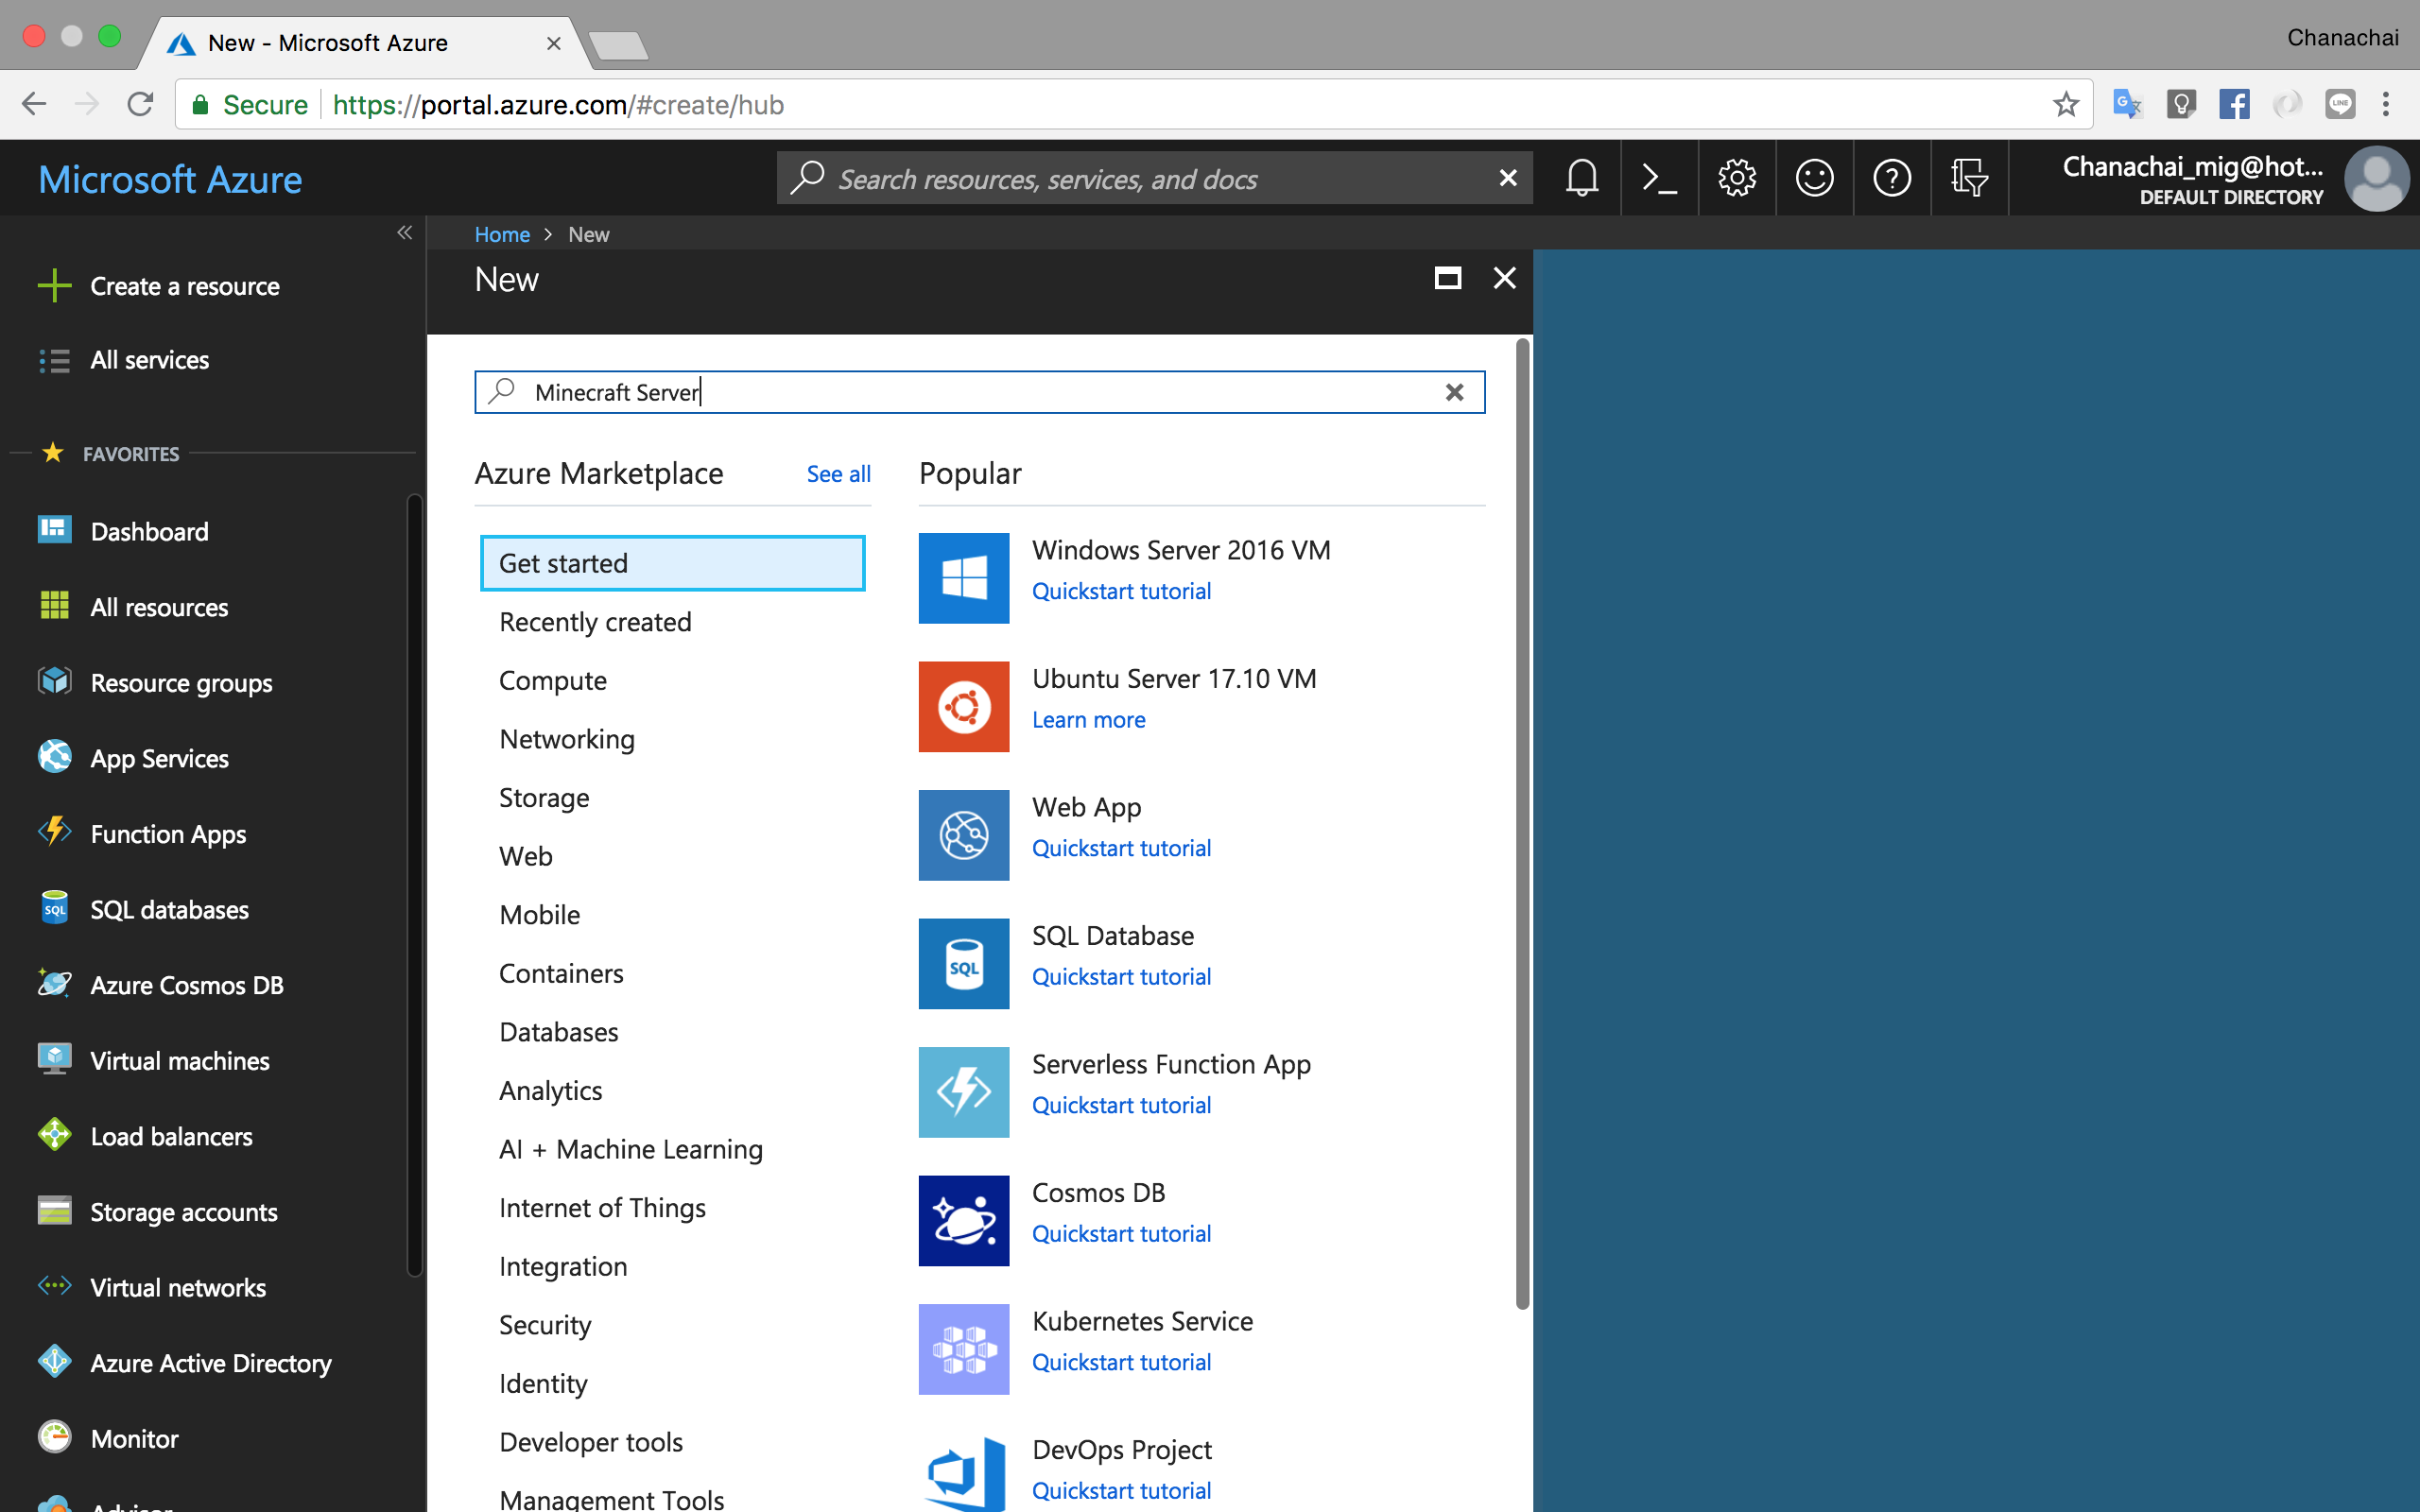 New - Microsoft Azure
Chanachai
Secure https://portal.azure.com/#create/hub
Microsoft Azure
Search resources, services, and docs
Chanachai_mig@hot...
DEFAULT DIRECTORY
Home > New
New
Create a resource
All services
FAVORITES
Dashboard
All resources
Resource groups
App Services
Function Apps
SQL
SQL databases
Azure Cosmos DB
Virtual machines
Load balancers
Storage accounts
Virtual networks
Azure Active Directory
Monitor
Advisor
Minecraft Server
Azure Marketplace
See all
Get started
Recently created
Compute
Networking
Storage
Web
Mobile
Containers
Databases
Analytics
AI + Machine Learning
Internet of Things
Integration
Security
Identity
Developer tools
Management Tools
Popular
Windows Server 2016 VM
Quickstart tutorial
Ubuntu Server 17.10 VM
Learn more
Web App
Quickstart tutorial
SQL
SQL Database
Quickstart tutorial
Serverless Function App
Quickstart tutorial
Cosmos DB
Quickstart tutorial
Kubernetes Service
Quickstart tutorial
DevOps Project
Quickstart tutorial